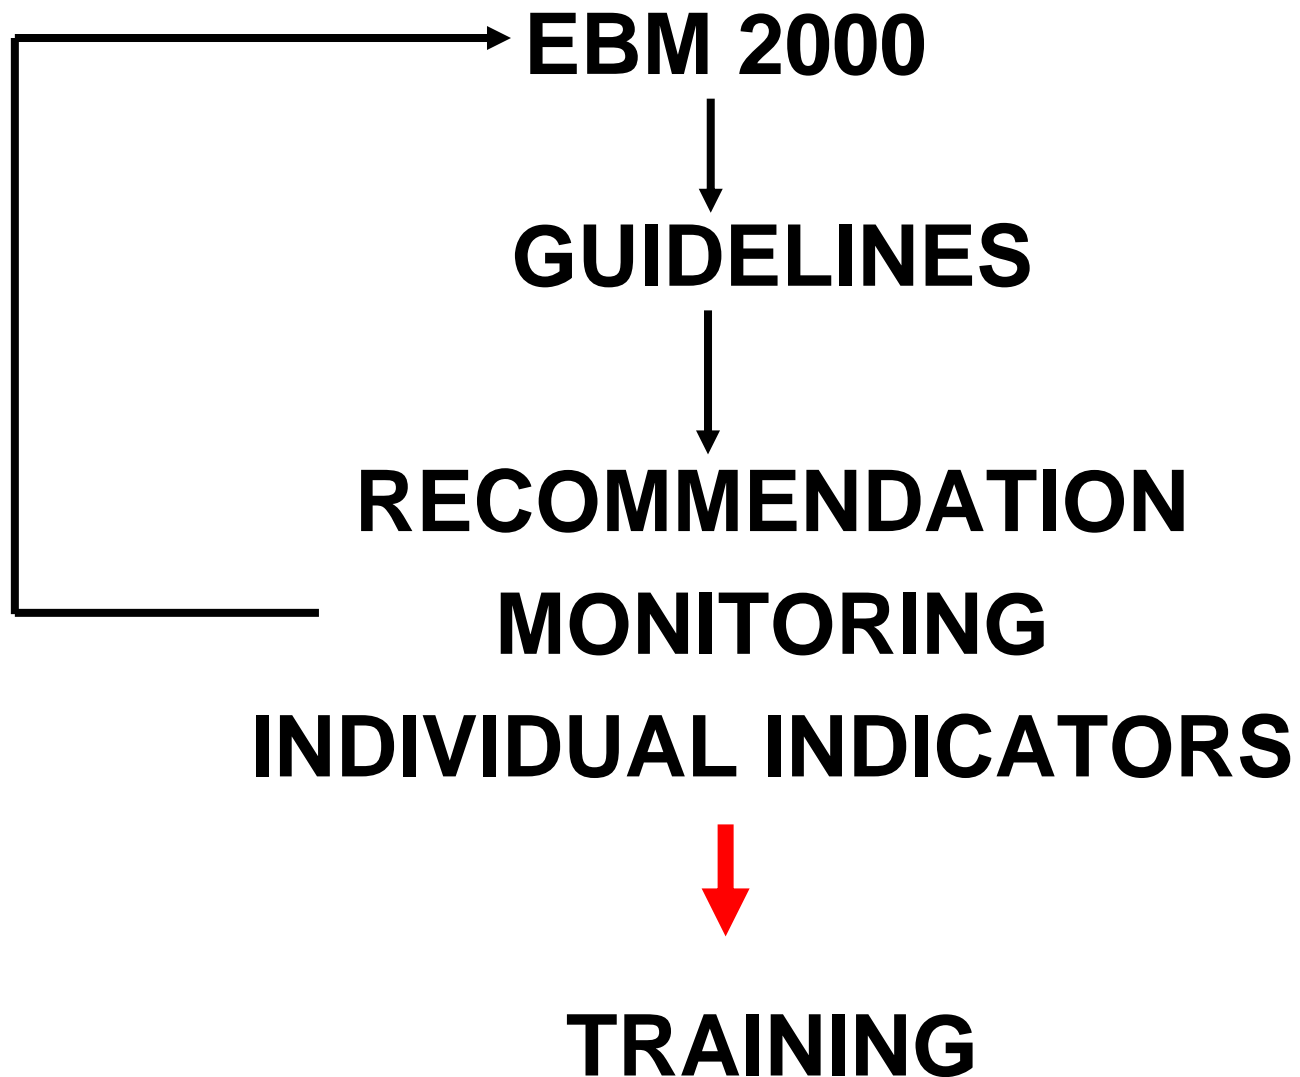 EBM 2000
GUIDELINES
RECOMMENDATION
MONITORING
INDIVIDUAL INDICATORS
TRAINING